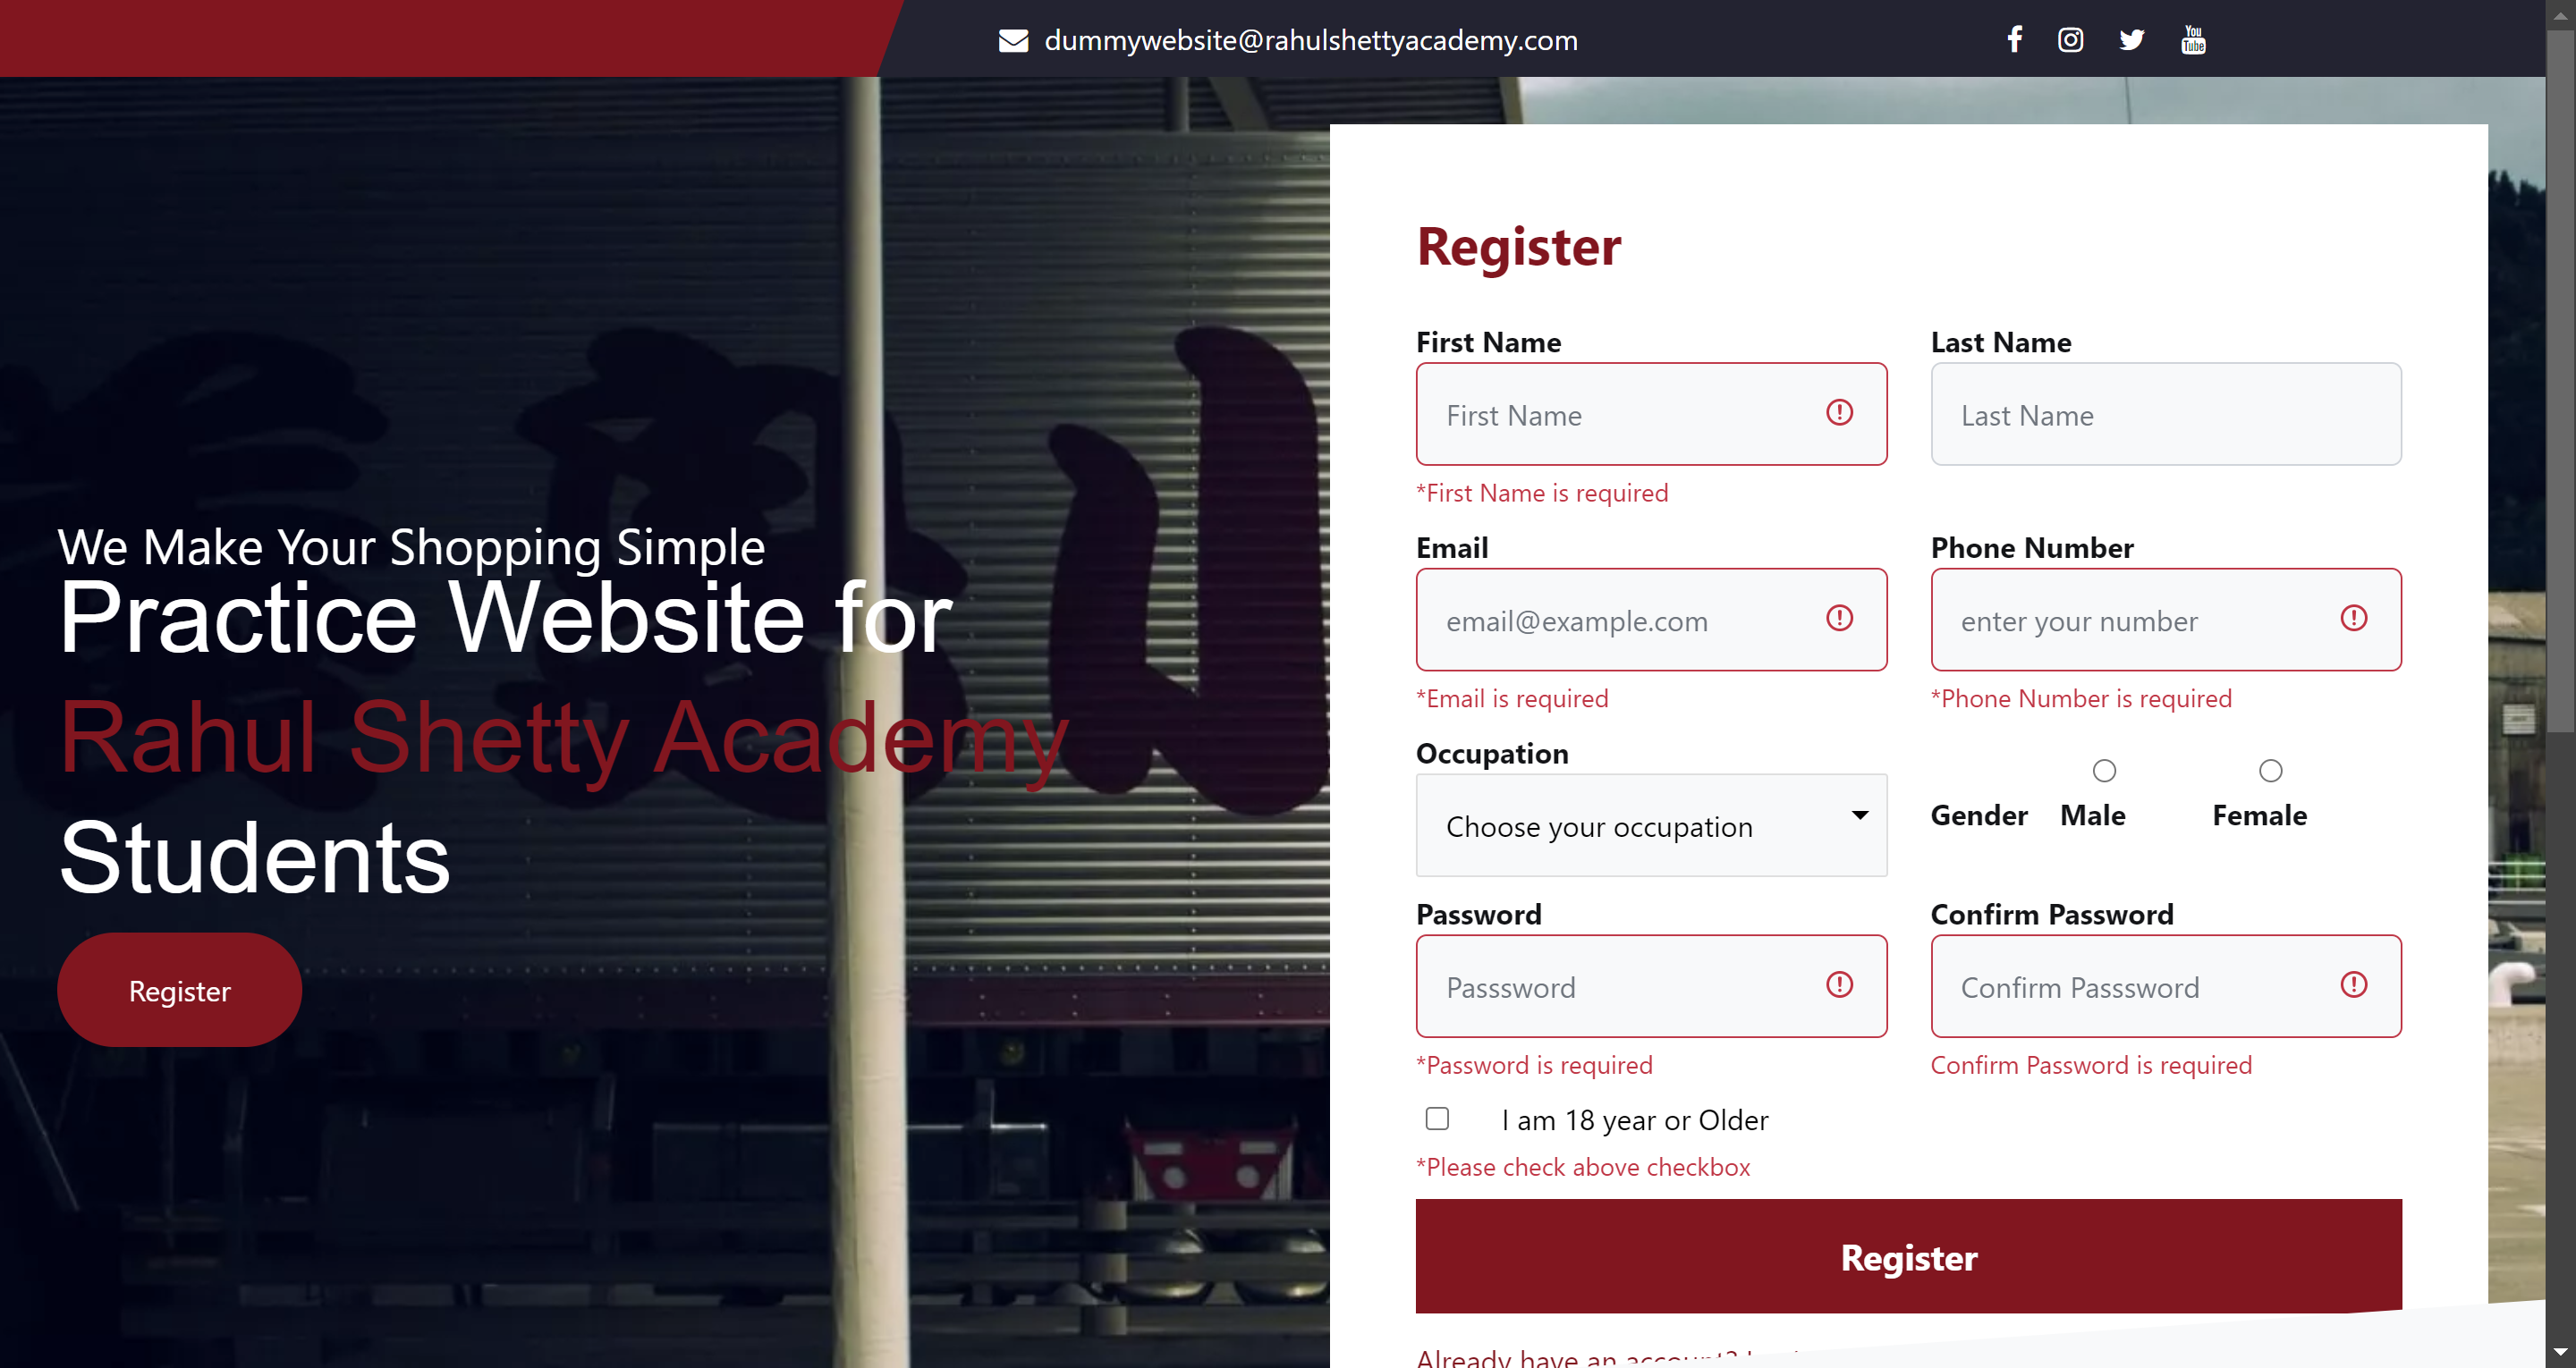 dummywebsite@rahulshettyacademy.com
You
Tube
We Make Your Shopping Simple
Practice Website for
Rahul Shetty Academy
Students
Register
Register
First Name
Last Name
First Name
Last Name
*First Name is required
Email
Phone Number
email@example.com
enter your number
*Email is required
*Phone Number is required
Occupation
Choose your occupation
Gender Male Female
Password
Confirm Password
Passsword
Confirm Passsword
*Password is required
Confirm Password is required
I am 18 year or Older
*Please check above checkbox
Register
Already have an account?